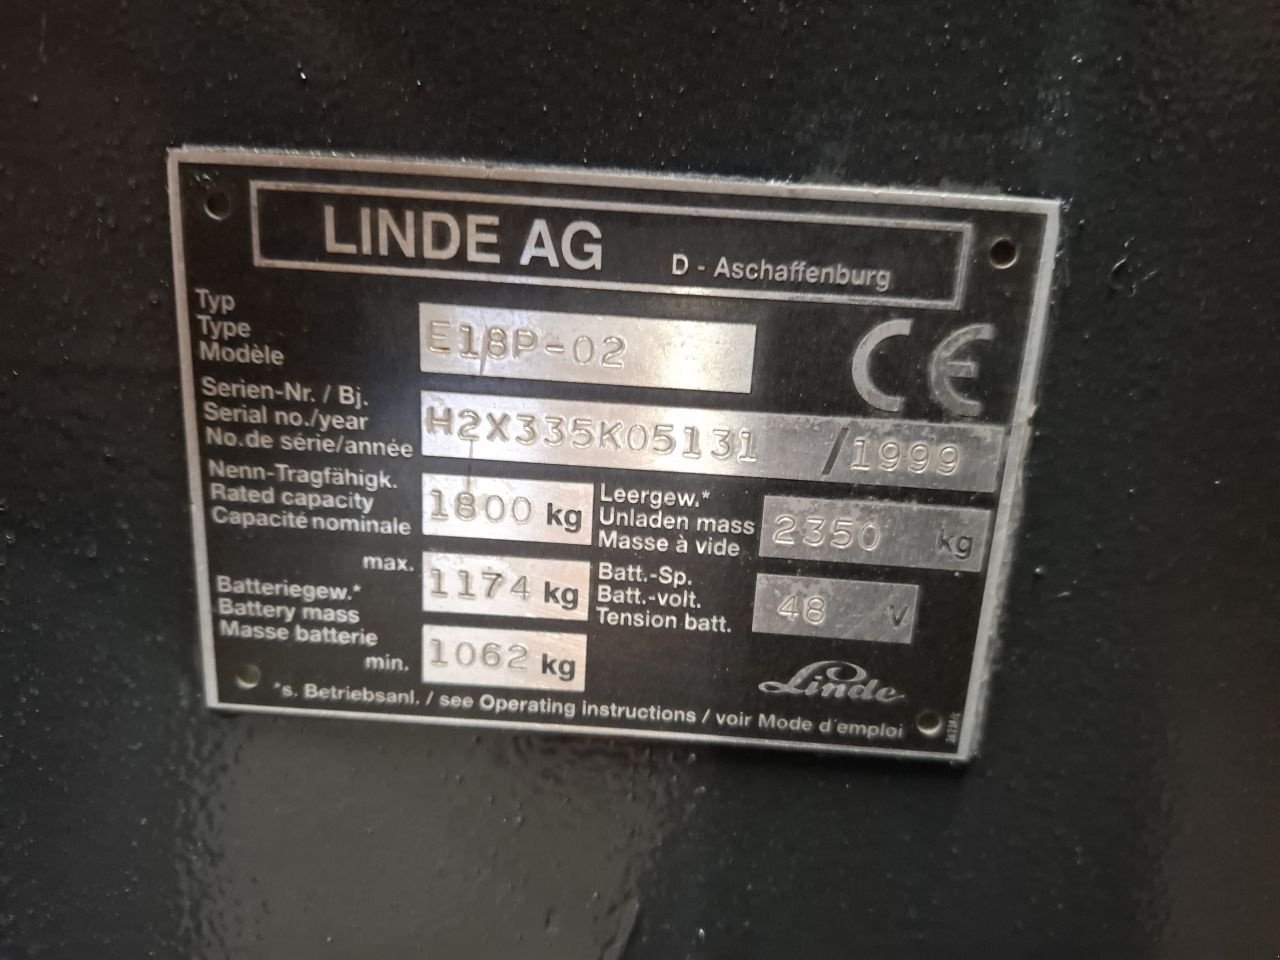 LINDE AG D - Aschaffenburg
Typ
Type
Modèle
E18P-02
CE
Serien-Nr. / Bj.
Serial no./year
No.de série/année
H2X335K05131 /1999
Nenn-Tragfähigk.
Rated capacity
Capacité nominale
1800 kg
Leergew.*
Unladen mass
Masse à vide
2350 kg
max.
1174 kg
Batteriegew.*
Battery mass
Masse batterie
min.
1062 kg
Batt.-Sp.
Batt.-volt.
Tension batt.
48 V
Linde
*s. Betriebsanl. / see Operating instructions / voir Mode d'emploi